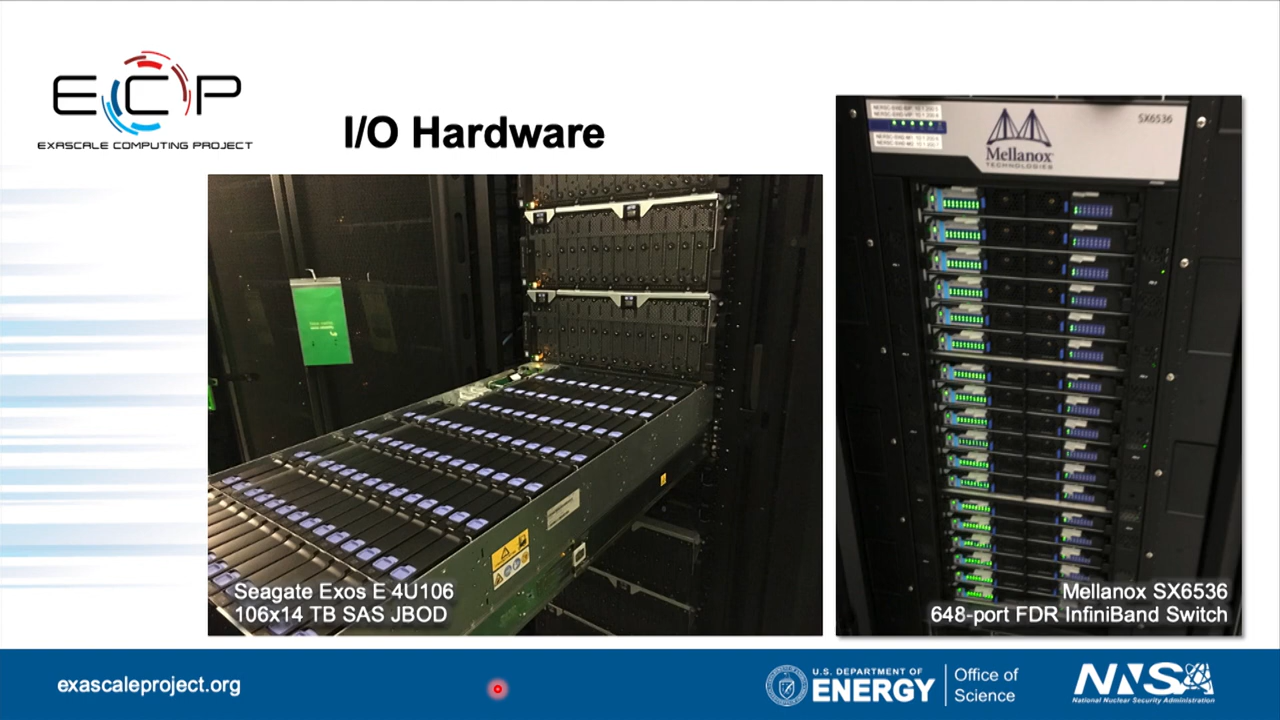 ECP
EXASCALE COMPUTING PROJECT
I/O Hardware
Mellanox
TECHNOLOGIES
SX6536
Seagate Exos E 4U106
106x14 TB SAS JBOD
Mellanox SX6536
648-port FDR InfiniBand Switch
exascaleproject.org
U.S. DEPARTMENT OF
ENERGY
Office of
Science
NNSA
National Nuclear Security Administration